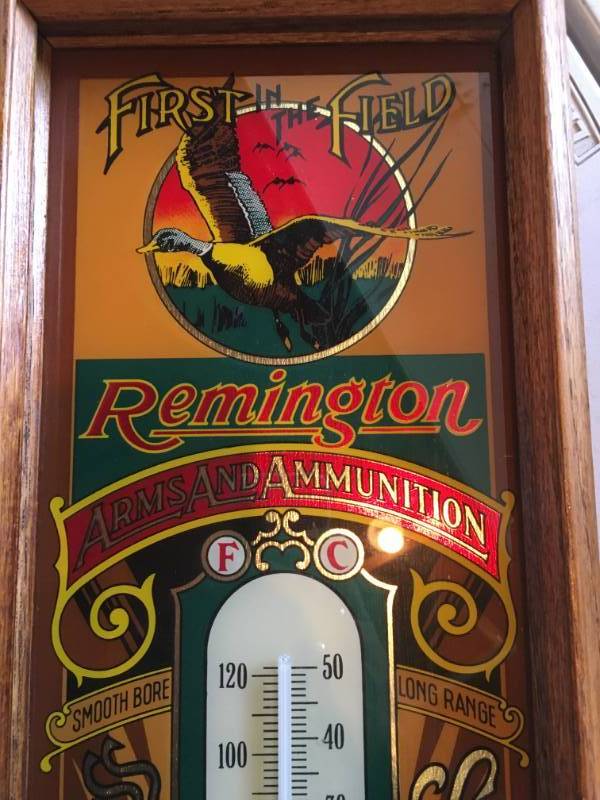 FIRST IN THE FIELD
Remington
ARMS AND AMMUNITION
F C
120 50
SMOOTH BORE LONG RANGE
100 40